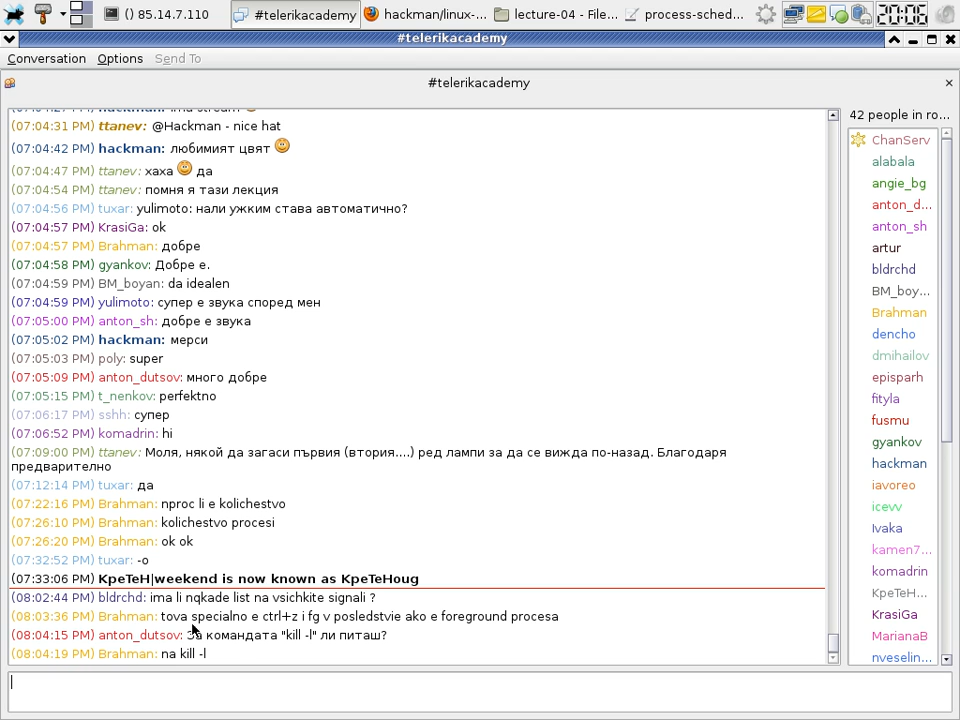 () 85.14.7.110
#telerikacademy
hackman/linux-...
lecture-04 - File...
process-sched...
20:06
#telerikacademy
Conversation Options Send To
#telerikacademy
42 people in ro...
(07:04:31 PM) ttanev: @Hackman - nice hat
(07:04:42 PM) hackman: любимият цвят
(07:04:47 PM) ttanev: хаха да
(07:04:54 PM) ttanev: помня я тази лекция
(07:04:56 PM) tuxar: yulimoto: нали ужким става автоматично?
(07:04:57 PM) KrasiGa: ok
(07:04:57 PM) Brahman: добре
(07:04:58 PM) gyankov: Добре е.
(07:04:59 PM) BM_boyan: da idealen
(07:04:59 PM) yulimoto: супер е звука според мен
(07:05:00 PM) anton_sh: добре е звука
(07:05:02 PM) hackman: мерси
(07:05:03 PM) poly: super
(07:05:09 PM) anton_dutsov: много добре
(07:05:15 PM) t_nenkov: perfektno
(07:06:17 PM) sshh: супер
(07:06:52 PM) komadrin: hi
(07:09:00 PM) ttanev: Моля, някой да загаси първия (втория....) ред лампи за да се вижда по-назад. Благодаря
предварително
(07:12:14 PM) tuxar: да
(07:22:16 PM) Brahman: nproc li e kolichestvo
(07:26:10 PM) Brahman: kolichestvo procesi
(07:26:20 PM) Brahman: ok ok
(07:32:52 PM) tuxar: -o
(07:33:06 PM) KpeTeH|weekend is now known as KpeTeHoug
(08:02:44 PM) bldrchd: ima li nqkade list na vsichkite signali ?
(08:03:36 PM) Brahman: tova specialno e ctrl+z i fg v posledstvie ako e foreground procesa
(08:04:15 PM) anton_dutsov: За командата "kill -l" ли питаш?
(08:04:19 PM) Brahman: na kill -l
ChanServ
alabala
angie_bg
anton_d...
anton_sh
artur
bldrchd
BM_boy...
Brahman
dencho
dmihailov
episparh
fityla
fusmu
gyankov
hackman
iavoreo
icevv
Ivaka
kamen7...
komadrin
KpeTeH...
KrasiGa
MarianaB
nveselin...